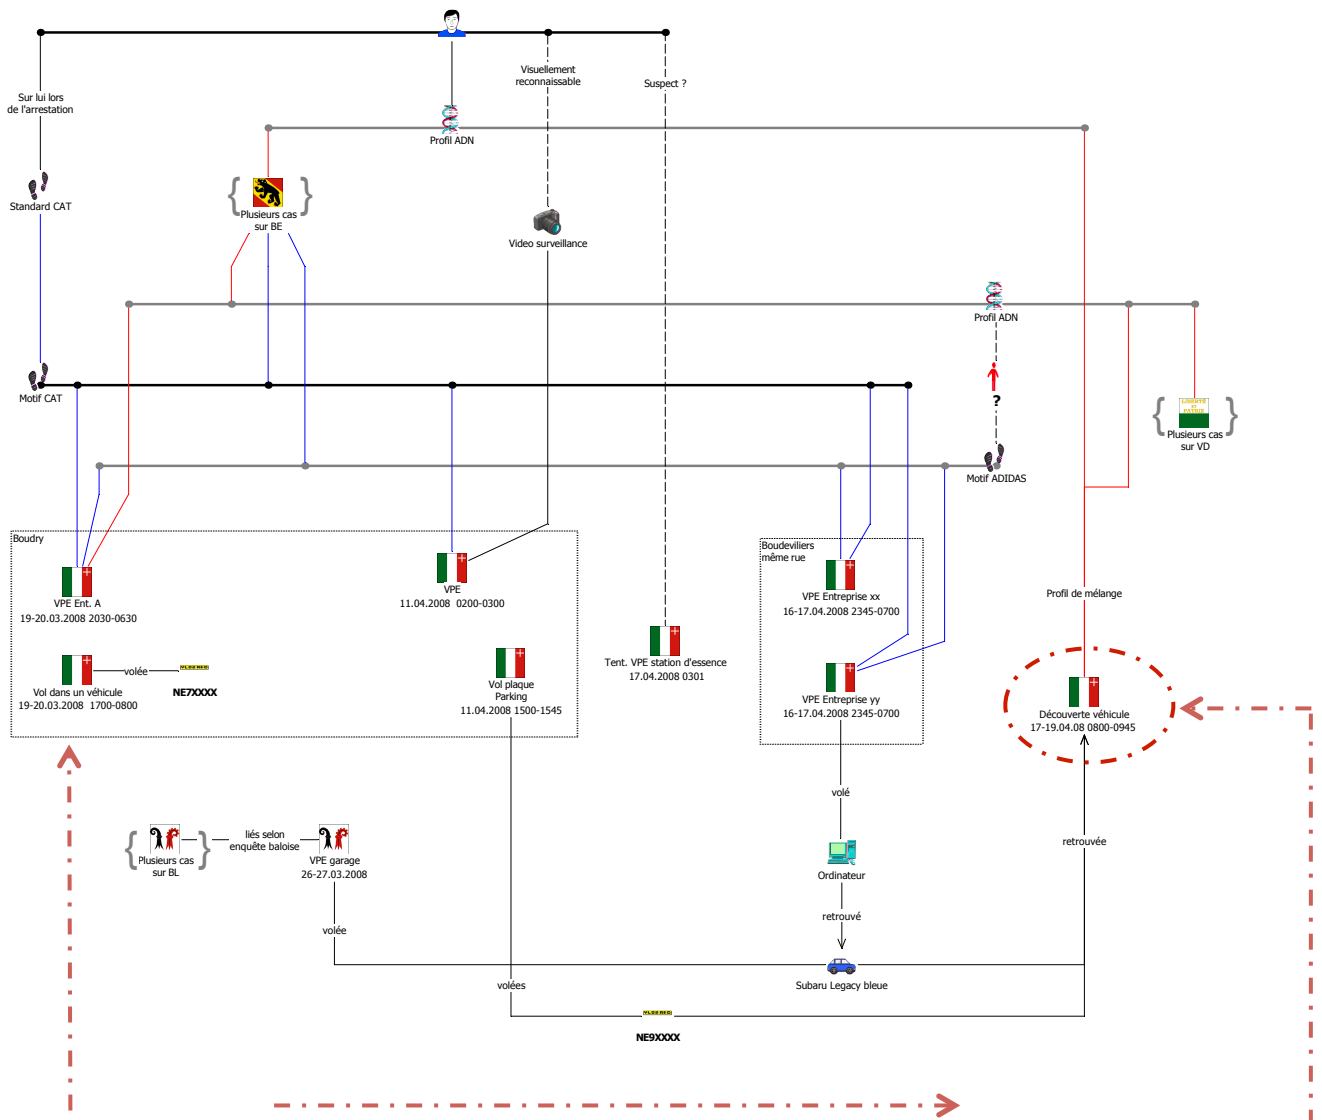 Visuellement
reconnaissable
Suspect ?
Sur lui lors
de l'arrestation
Profil ADN
Standard CAT
Plusieurs cas
sur BE
Video surveillance
Profil ADN
Motif CAT
?
LIBERTÉ
ET
PATRIE
Plusieurs cas
sur VD
Motif ADIDAS
Boudry
Boudeviliers
même rue
VPE
11.04.2008 0200-0300
VPE Ent. A
19-20.03.2008 2030-0630
VPE Entreprise xx
16-17.04.2008 2345-0700
Profil de mélange
Tent. VPE station d'essence
17.04.2008 0301
volée
NE7XXXX
Vol dans un véhicule
19-20.03.2008 1700-0800
Vol plaque
Parking
11.04.2008 1500-1545
VPE Entreprise yy
16-17.04.2008 2345-0700
Découverte véhicule
17-19.04.08 0800-0945
volé
liés selon
enquête baloise
retrouvée
Plusieurs cas
sur BL
VPE garage
26-27.03.2008
Ordinateur
retrouvé
volée
volées
Subaru Legacy bleue
NE9XXXX